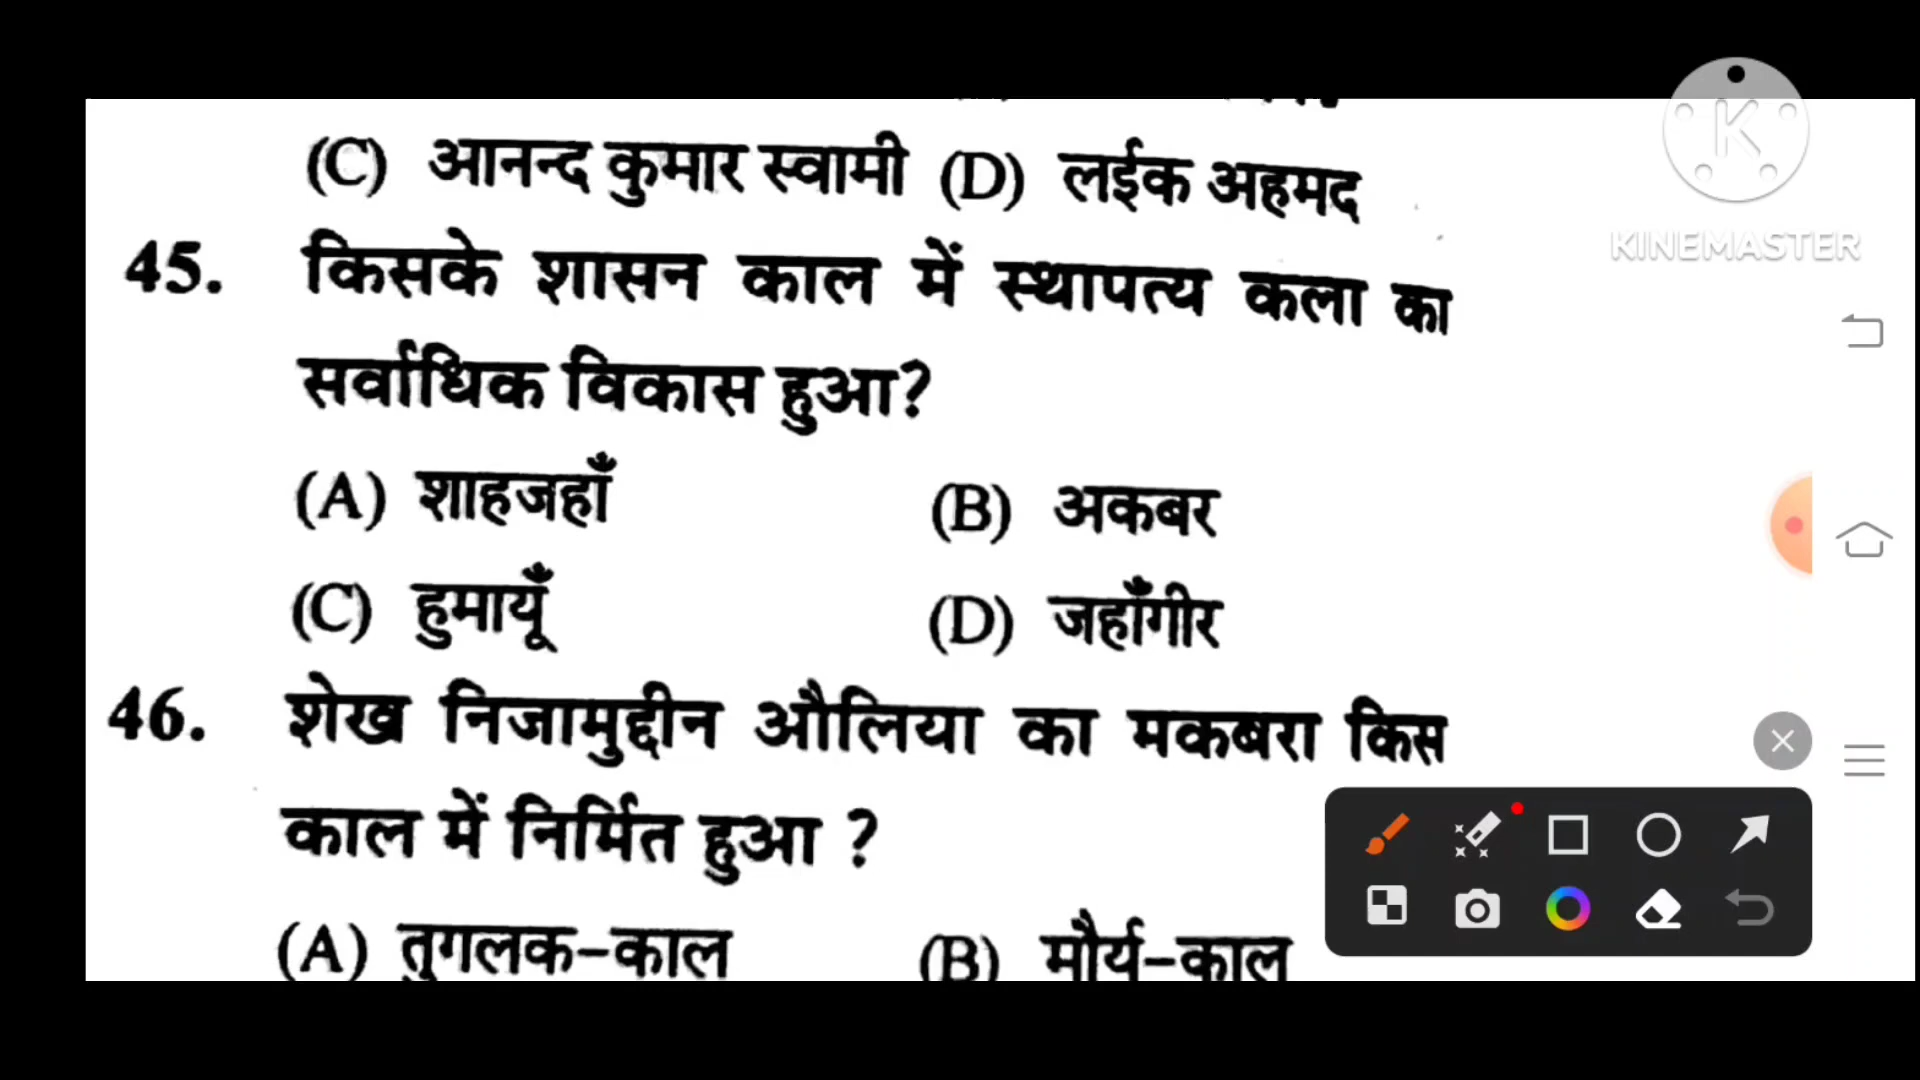 (C) आनन्द कुमार स्वामी (D) लईक अहमद
KINEMASTER
45. किसके शासन काल में स्थापत्य कला का
सर्वाधिक विकास हुआ?
(A) शाहजहाँ (B) अकबर
(C) हुमायूँ (D) जहाँगीर
46. शेख निजामुद्दीन औलिया का मकबरा किस
काल में निर्मित हुआ ?
(A) तुगलक-काल (B) मौर्य-काल